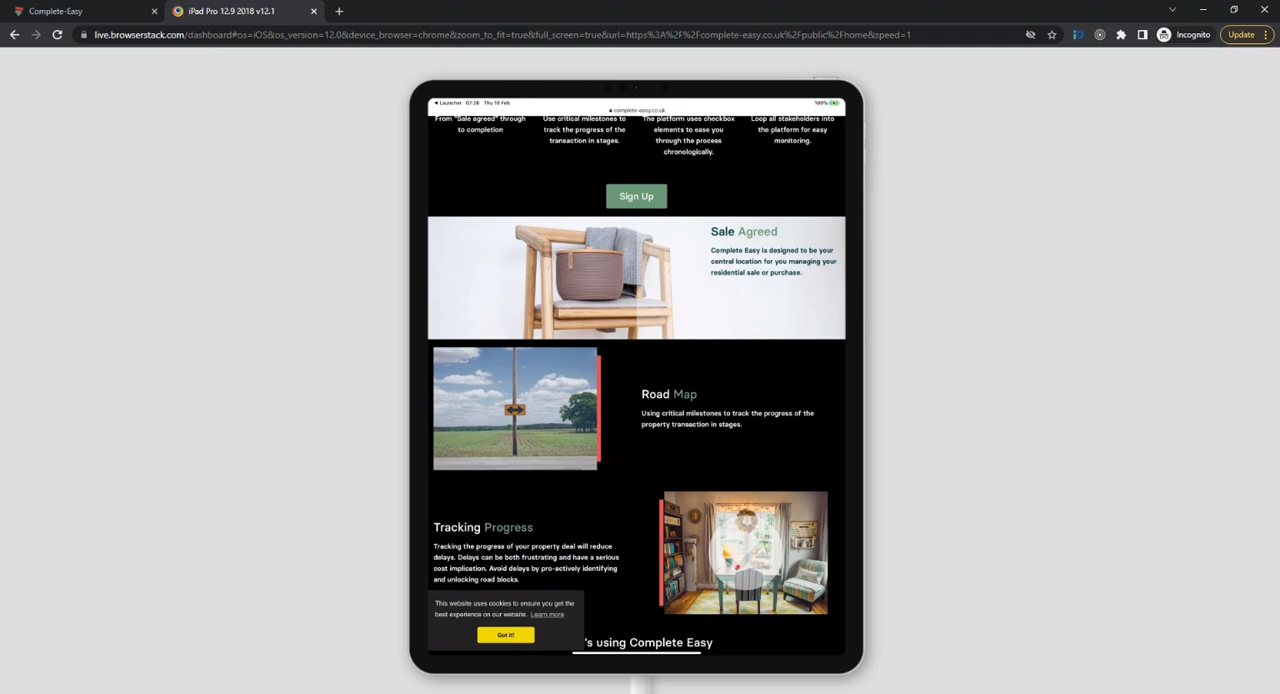 Complete-Easy
iPad Pro 12.9 2018 v12.1
live.browserstack.com/dashboard#os=iOS&os_version=12.0&device_browser=chrome&zoom_to_fit=true&full_screen=true&url=https%3A%2F%2Fcomplete-easy.co.uk%2Fpublic%2Fhome&speed=1
Incognito
Update
Launcher 07:26 Thu 10 Feb
100%
complete-easy.co.uk
From "Sale agreed" through
to completion
Use critical milestones to
track the progress of the
transaction in stages.
The platform uses checkbox
elements to ease you
through the process
chronologically.
Loop all stakeholders into
the platform for easy
monitoring.
Sign Up
Sale Agreed
Complete Easy is designed to be your
central location for you managing your
residential sale or purchase.
Road Map
Using critical milestones to track the progress of the
property transaction in stages.
Tracking Progress
Tracking the progress of your property deal will reduce
delays. Delays can be both frustrating and have a serious
cost implication. Avoid delays by pro-actively identifying
and unlocking road blocks.
This website uses cookies to ensure you get the
best experience on our website. Learn more
Got it!
's using Complete Easy